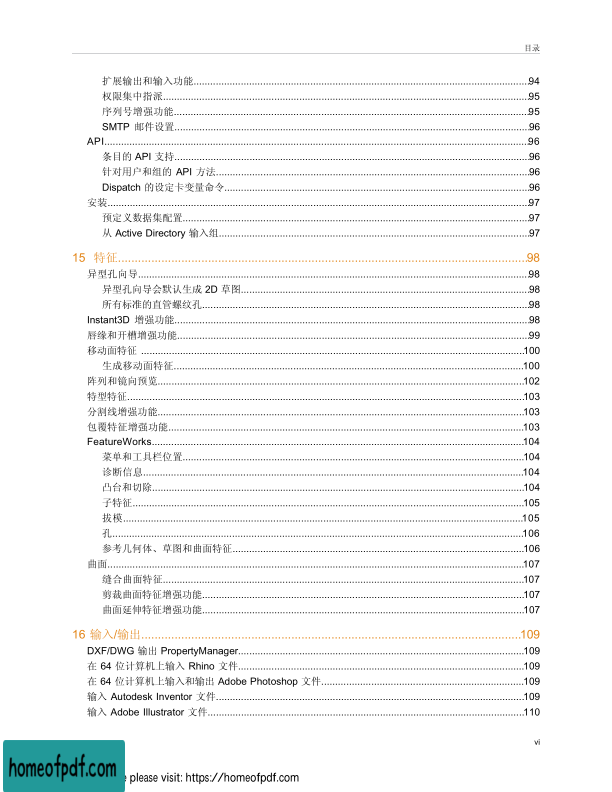 目录
扩展输出和输入功能........94
权限集中指派........95
序列号增强功能........95
SMTP 邮件设置........96
API........96
条目的 API 支持........96
针对用户和组的 API 方法........96
Dispatch 的设定卡变量命令........96
安装........97
预定义数据集配置........97
从 Active Directory 输入组........97
15 特征........98
异型孔向导........98
异型孔向导会默认生成 2D 草图........98
所有标准的直管螺纹孔........98
Instant3D 增强功能........98
唇缘和开槽增强功能........99
移动面特征 ........100
生成移动面特征........100
阵列和镜向预览........102
特型特征........103
分割线增强功能........103
包覆特征增强功能........103
FeatureWorks........104
菜单和工具栏位置........104
诊断信息........104
凸台和切除........104
子特征........105
拔模........105
孔........106
参考几何体、草图和曲面特征........106
曲面........107
缝合曲面特征........107
剪裁曲面特征增强功能........107
曲面延伸特征增强功能........107
16 输入/输出........109
DXF/DWG 输出 PropertyManager........109
在 64 位计算机上输入 Rhino 文件........109
在 64 位计算机上输入和输出 Adobe Photoshop 文件........109
输入 Autodesk Inventor 文件........109
输入 Adobe Illustrator 文件........110
vi
homeofpdf.com
please visit: https://homeofpdf.com